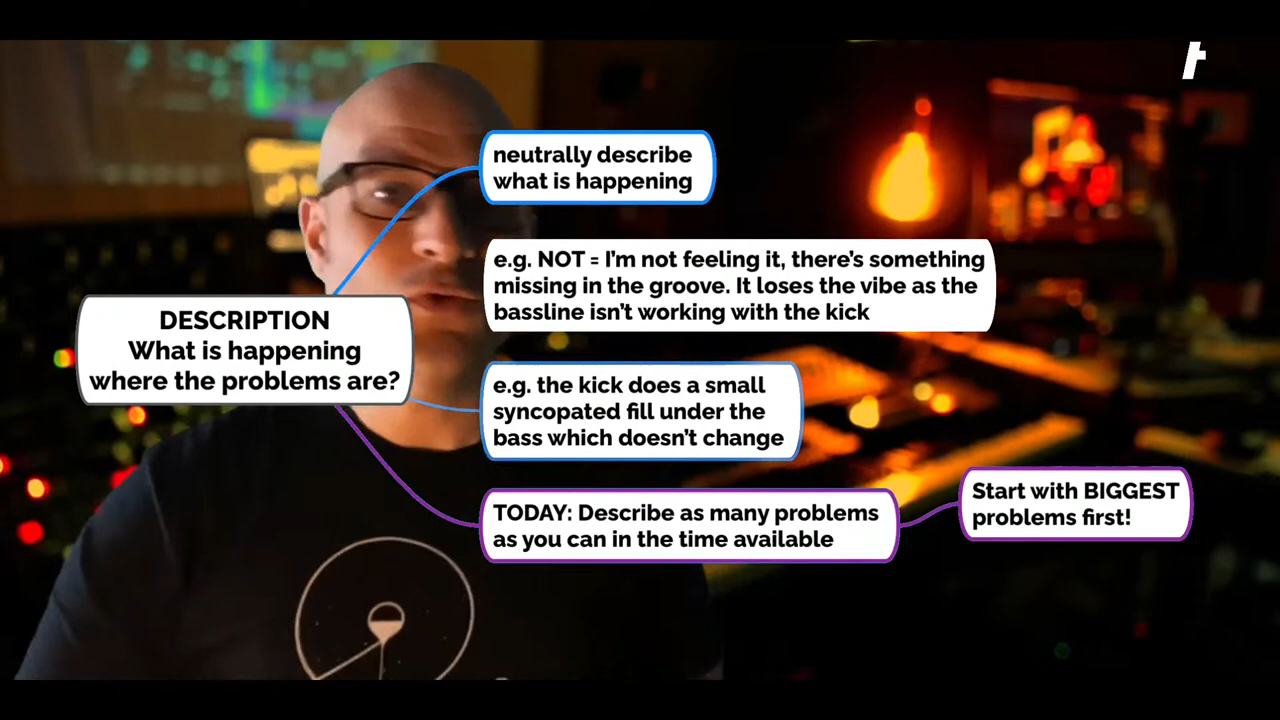 neutrally describe
what is happening
e.g. NOT = I'm not feeling it, there's something
missing in the groove. It loses the vibe as the
bassline isn't working with the kick
DESCRIPTION
What is happening
where the problems are?
e.g. the kick does a small
syncopated fill under the
bass which doesn't change
TODAY: Describe as many problems
as you can in the time available
Start with BIGGEST
problems first!